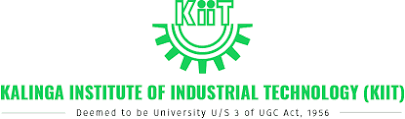 KiiT
KALINGA INSTITUTE OF INDUSTRIAL TECHNOLOGY (KIIT)
Deemed to be University U/S 3 of UGC Act, 1956